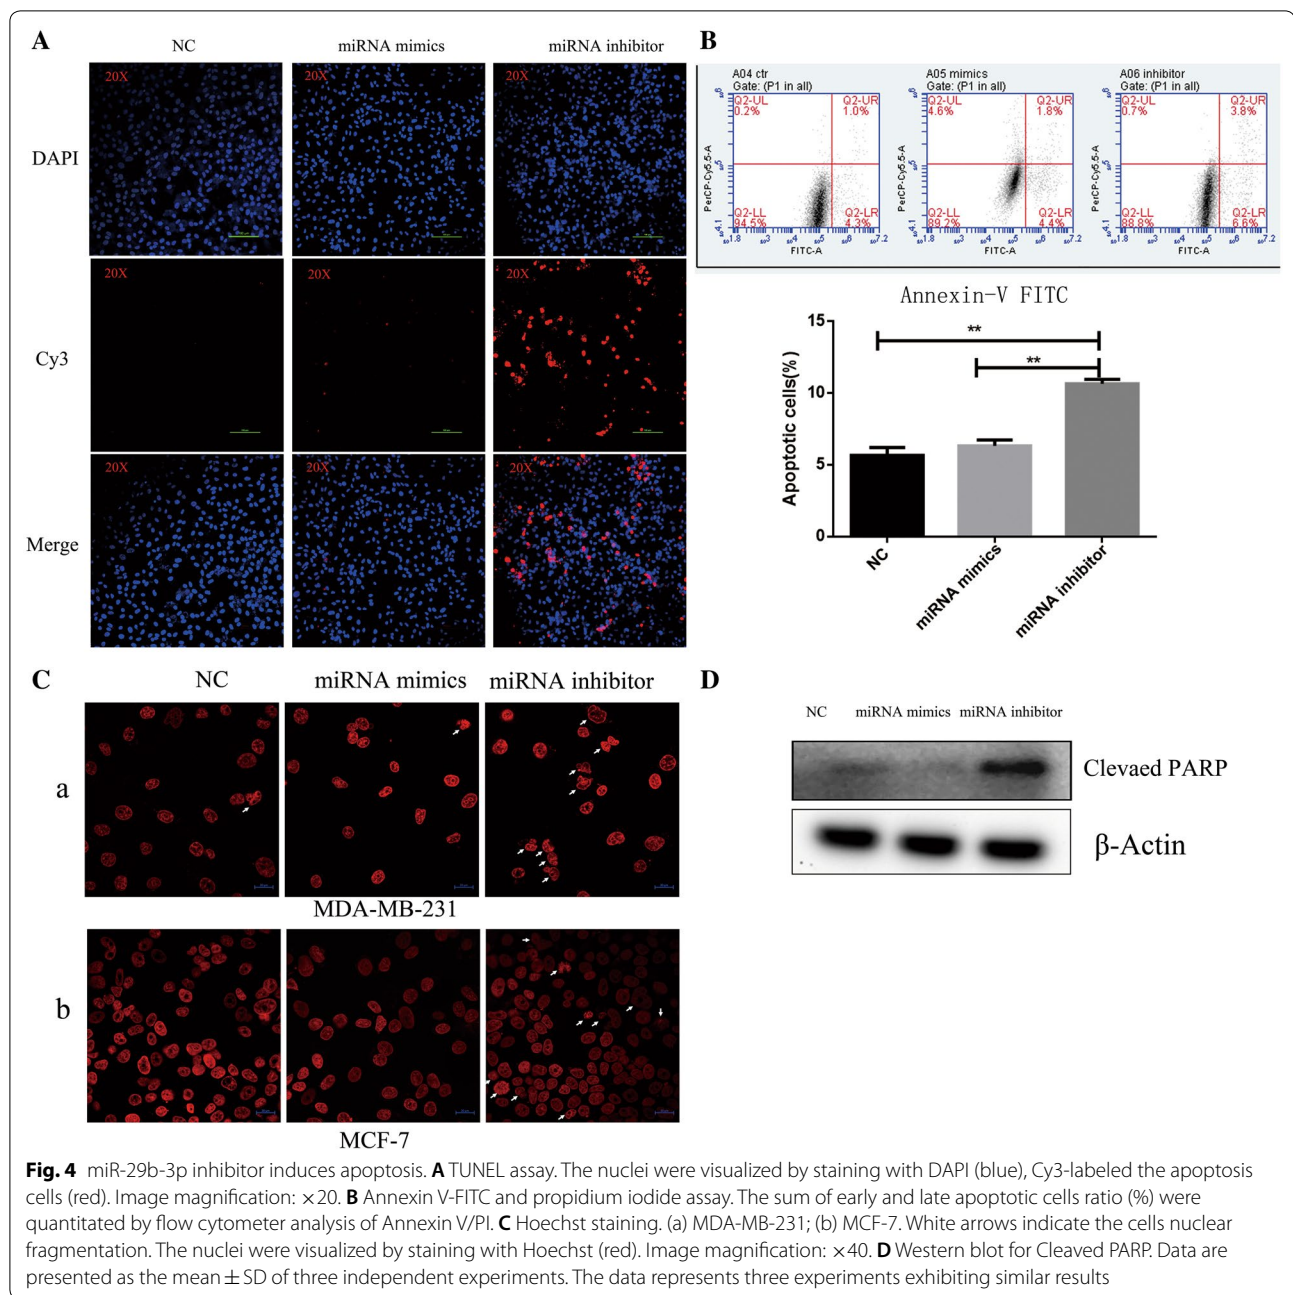 A
NC
miRNA mimics
miRNA inhibitor
20X
20X
20X
DAPI
20X
20X
20X
Cy3
20X
20X
20X
Merge
B
A04 ctr
Gate: (P1 in all)
Q2-UL
0.2%
Q2-UR
1.0%
Q2-LL
94.5%
Q2-LR
4.3%
PerCP-Cy5.5-A
FITC-A
A05 mimics
Gate: (P1 in all)
Q2-UL
4.6%
Q2-UR
1.8%
Q2-LL
89.2%
Q2-LR
4.4%
PerCP-Cy5.5-A
FITC-A
A06 inhibitor
Gate: (P1 in all)
Q2-UL
0.7%
Q2-UR
3.8%
Q2-LL
88.8%
Q2-LR
6.6%
PerCP-Cy5.5-A
FITC-A
Annexin-V FITC
Apoptotic cells(%)
15
10
5
0
**
**
NC
miRNA mimics
miRNA inhibitor
C
NC
miRNA mimics
miRNA inhibitor
a
MDA-MB-231
b
MCF-7
D
NC
miRNA mimics
miRNA inhibitor
Clevaed PARP
β-Actin
Fig. 4 miR-29b-3p inhibitor induces apoptosis. A TUNEL assay. The nuclei were visualized by staining with DAPI (blue), Cy3-labeled the apoptosis
cells (red). Image magnification: ×20. B Annexin V-FITC and propidium iodide assay. The sum of early and late apoptotic cells ratio (%) were
quantitated by flow cytometer analysis of Annexin V/PI. C Hoechst staining. (a) MDA-MB-231; (b) MCF-7. White arrows indicate the cells nuclear
fragmentation. The nuclei were visualized by staining with Hoechst (red). Image magnification: ×40. D Western blot for Cleaved PARP. Data are
presented as the mean ± SD of three independent experiments. The data represents three experiments exhibiting similar results